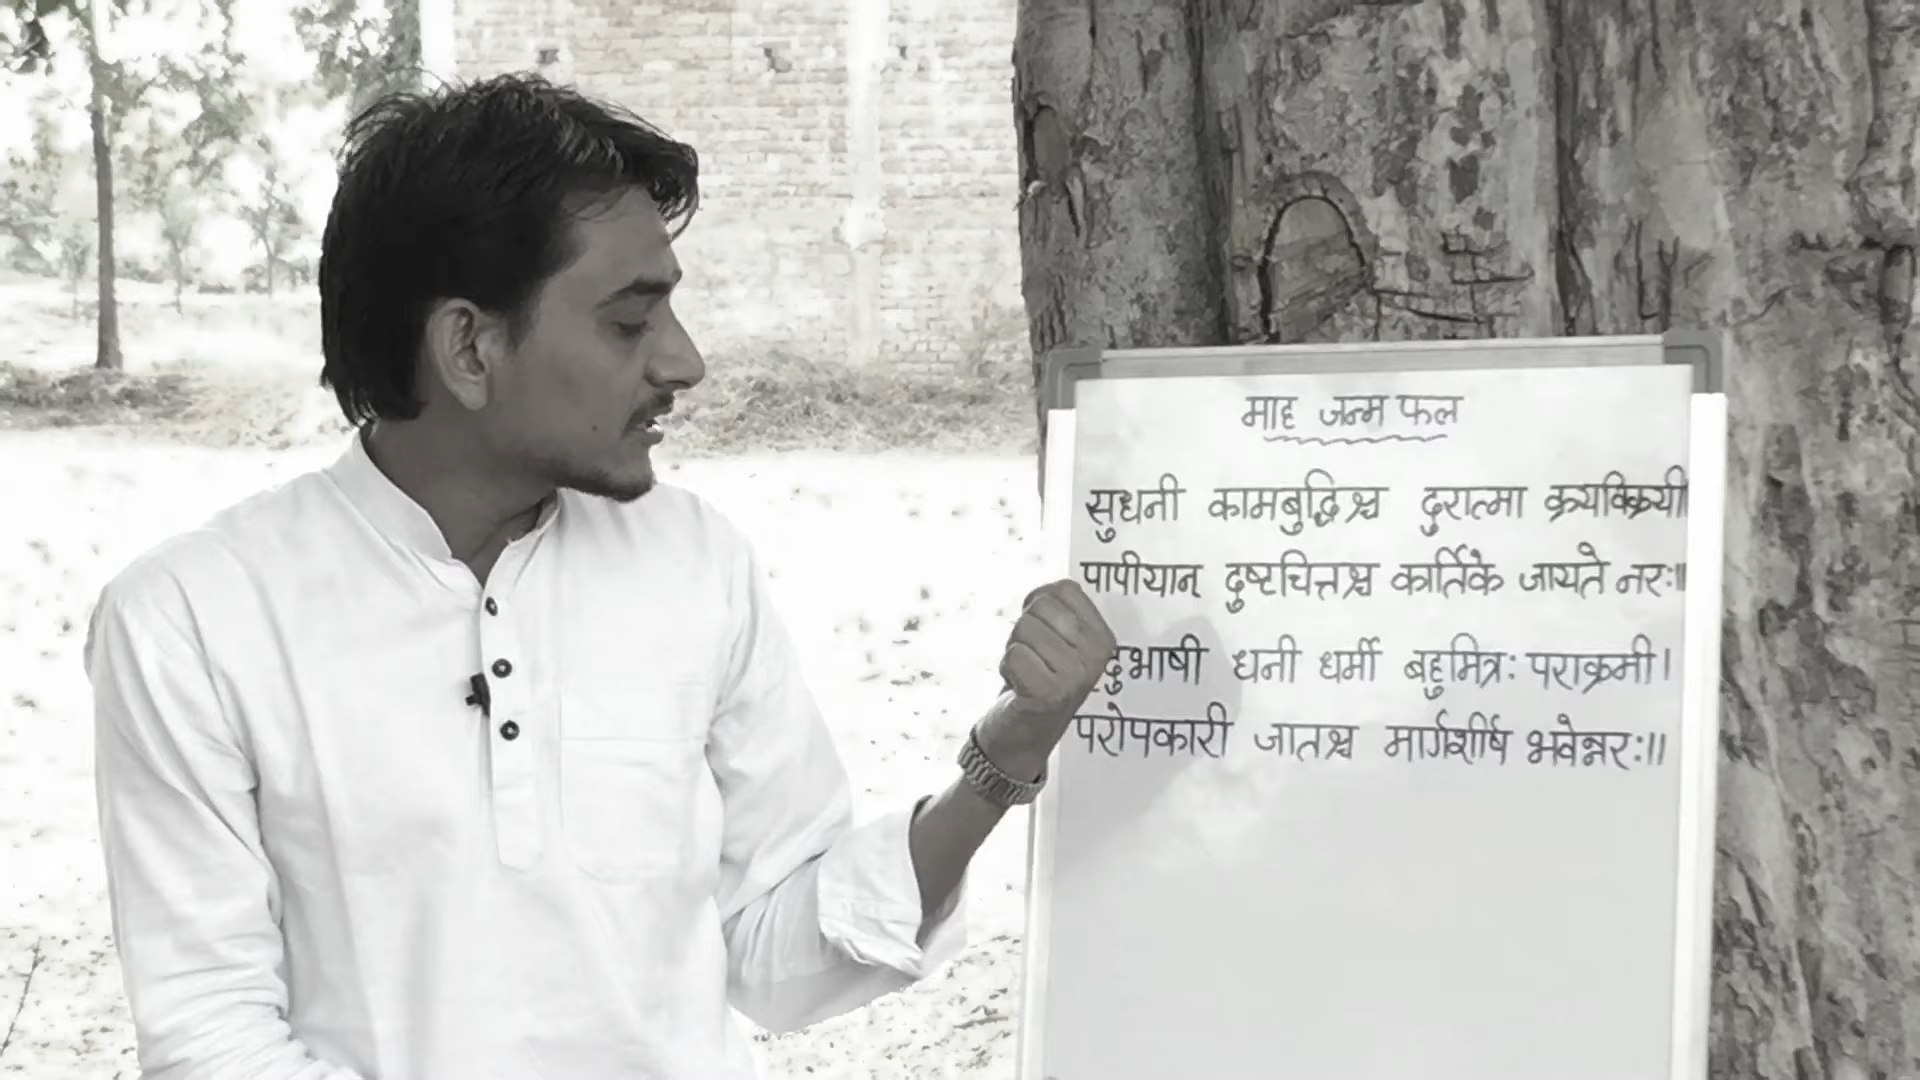 माह जन्म फल
सुधनी कामबुद्धिश्च दुरात्मा क्रयविक्रयी
पापीयान् दुष्टचित्तश्च कार्तिके जायते नरः॥
धनी धर्मी बहुमित्रः पराक्रमी।
परोपकारी जातश्च मार्गशीर्षे भवेन्नरः॥